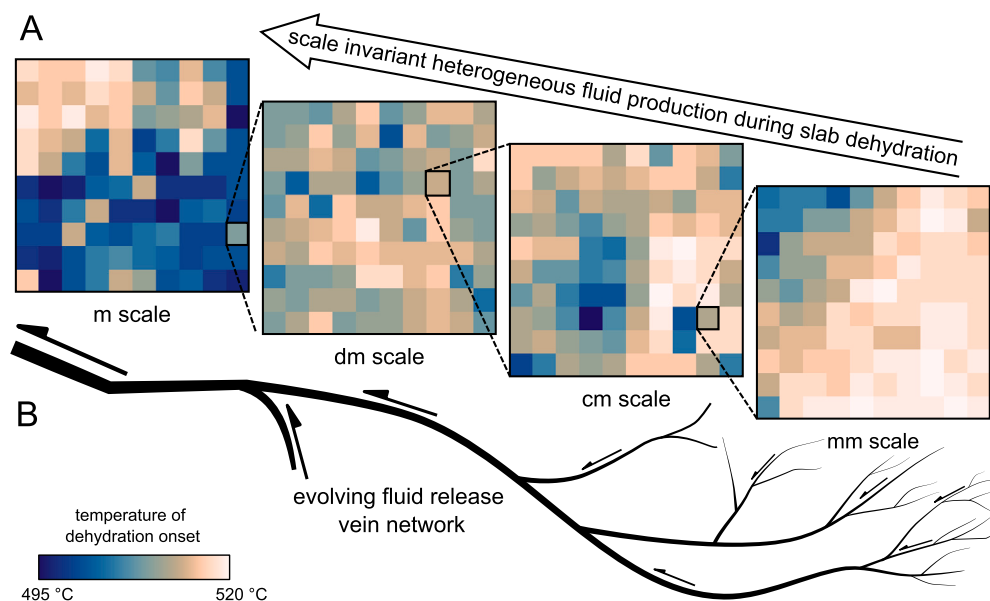 A
scale invariant heterogeneous fluid production during slab dehydration
m scale
dm scale
cm scale
mm scale
B
evolving fluid release
vein network
temperature of
dehydration onset
495 °C
520 °C